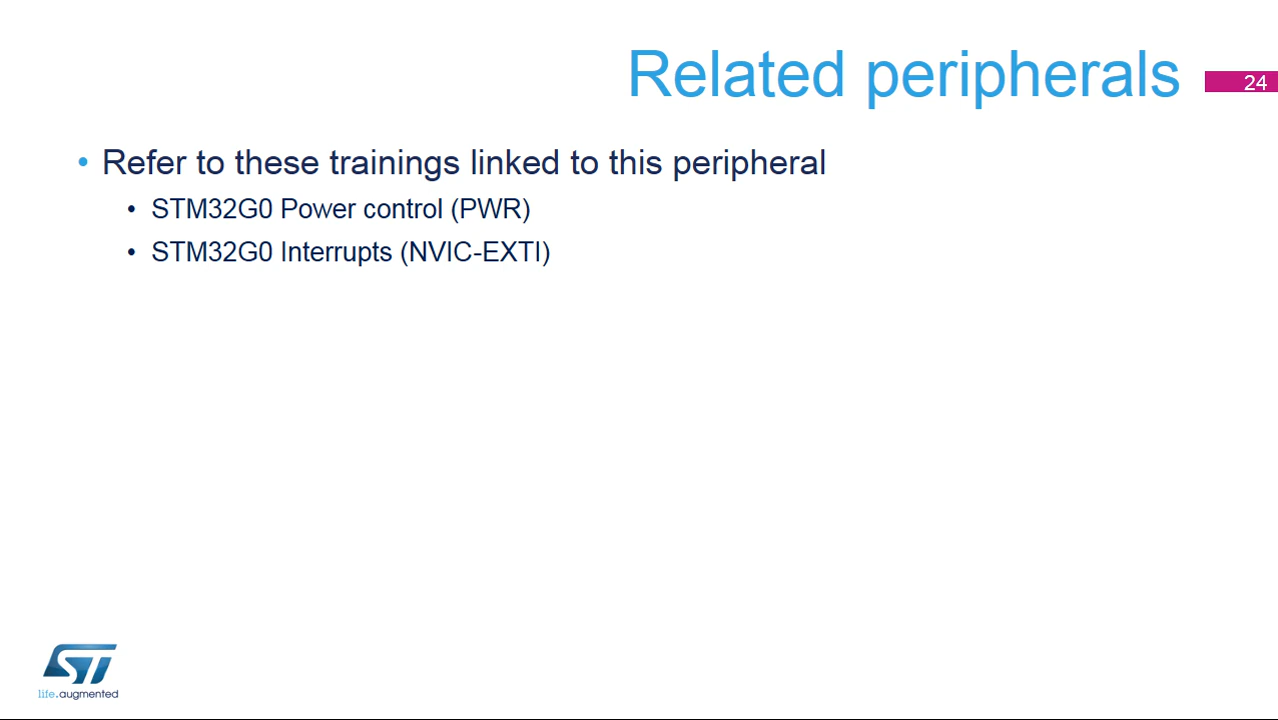 Related peripherals
24
• Refer to these trainings linked to this peripheral
• STM32G0 Power control (PWR)
• STM32G0 Interrupts (NVIC-EXTI)
ST
life.augmented